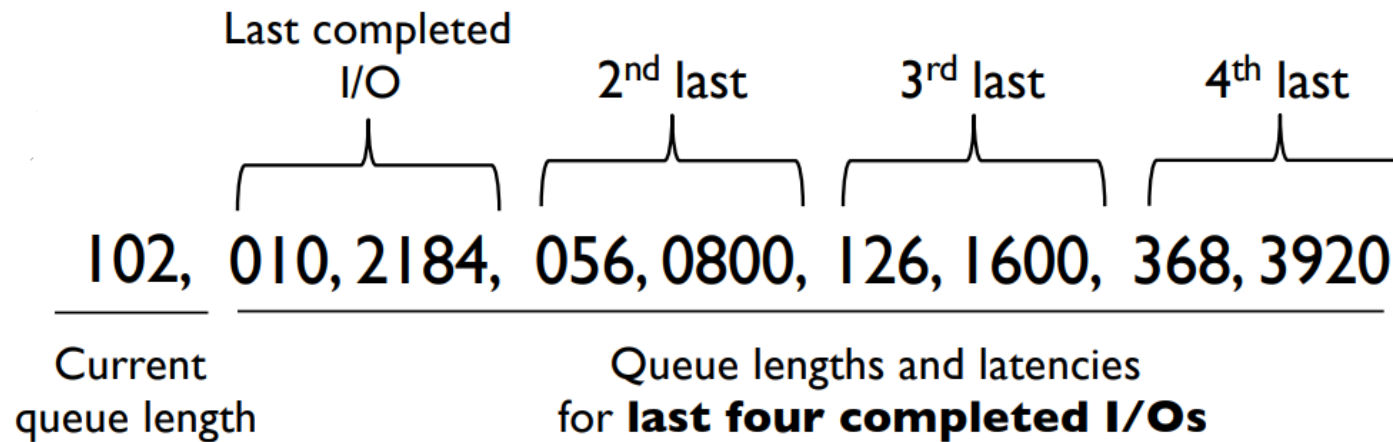 Last completed
I/O
2nd last
3rd last
4th last
102, 010, 2184, 056, 0800, 126, 1600, 368, 3920
Current
queue length
Queue lengths and latencies
for last four completed I/Os